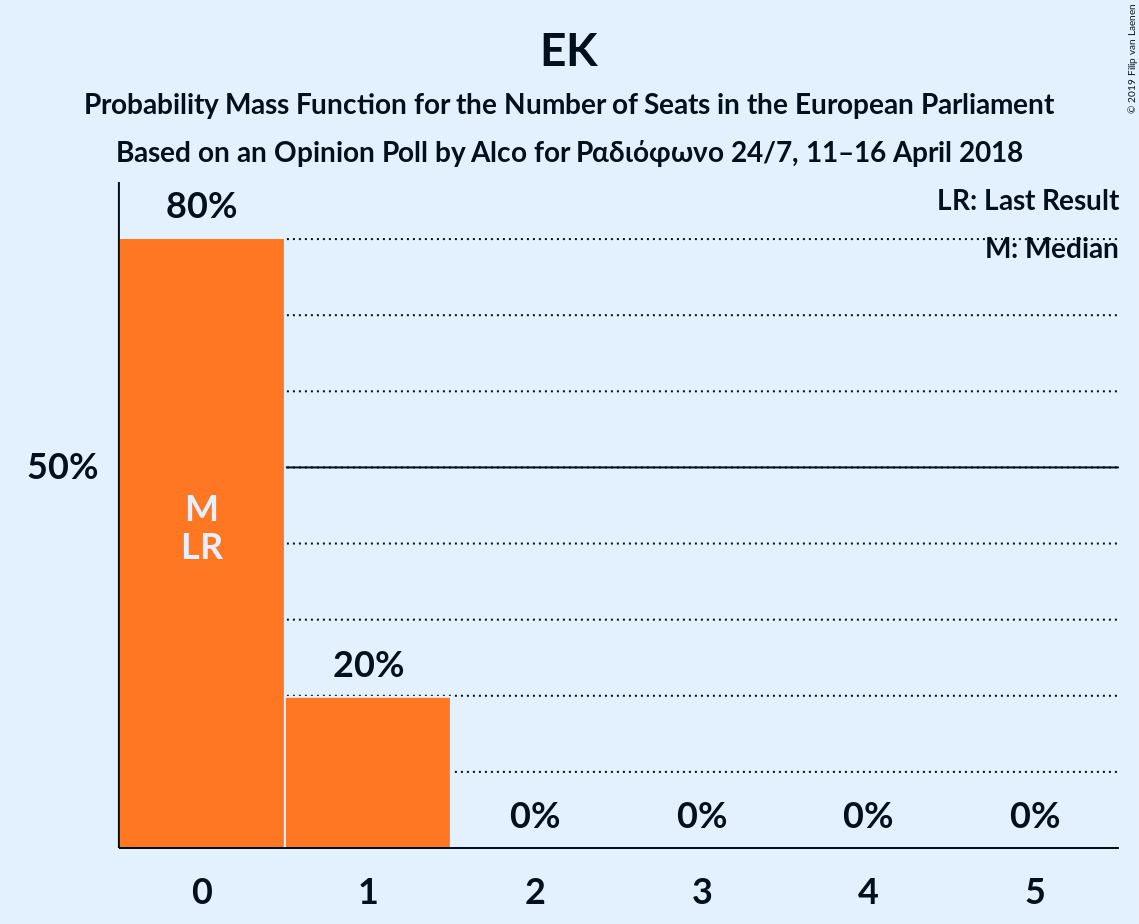 EK
Probability Mass Function for the Number of Seats in the European Parliament
Based on an Opinion Poll by Alco for Ραδιόφωνο 24/7, 11–16 April 2018
© 2019 Filip van Laenen
LR: Last Result
M: Median
80%
50%
M
LR
20%
0% 0% 0% 0%
0 1 2 3 4 5